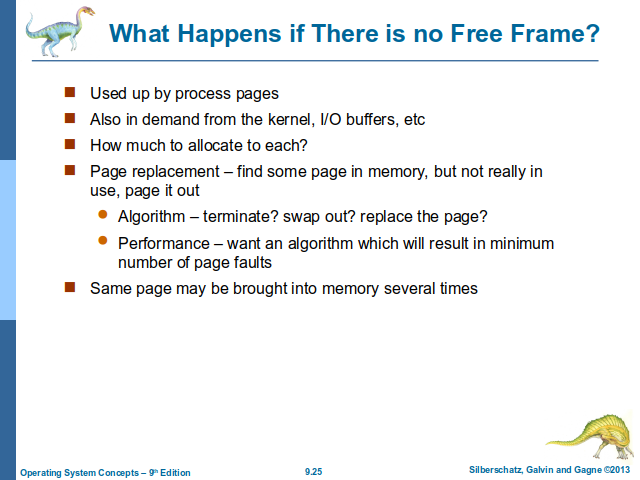 What Happens if There is no Free Frame?
Used up by process pages
Also in demand from the kernel, I/O buffers, etc
How much to allocate to each?
Page replacement – find some page in memory, but not really in
use, page it out
Algorithm – terminate? swap out? replace the page?
Performance – want an algorithm which will result in minimum
number of page faults
Same page may be brought into memory several times
Operating System Concepts – 9th Edition
9.25
Silberschatz, Galvin and Gagne ©2013